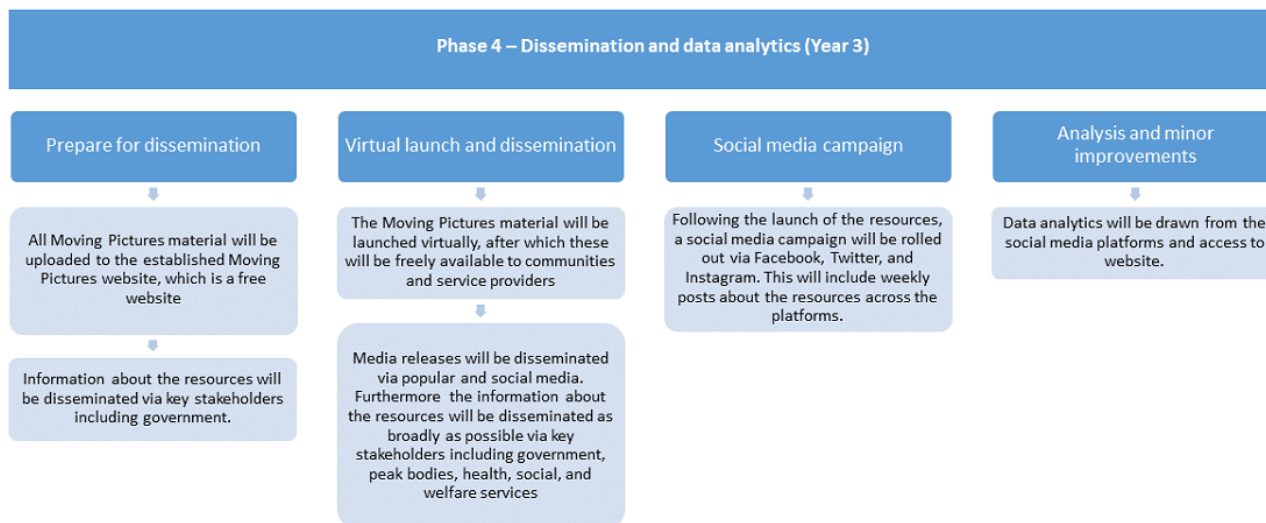 Phase 4 – Dissemination and data analytics (Year 3)
Prepare for dissemination
All Moving Pictures material will be
uploaded to the established Moving
Pictures website, which is a free
website
Information about the resources will
be disseminated via key stakeholders
including government.
Virtual launch and dissemination
The Moving Pictures material will be
launched virtually, after which these
will be freely available to communities
and service providers
Media releases will be disseminated
via popular and social media.
Furthermore the information about
the resources will be disseminated as
broadly as possible via key
stakeholders including government,
peak bodies, health, social, and
welfare services
Social media campaign
Following the launch of the resources,
a social media campaign will be rolled
out via Facebook, Twitter, and
Instagram. This will include weekly
posts about the resources across the
platforms.
Analysis and minor
improvements
Data analytics will be drawn from the
social media platforms and access to
website.